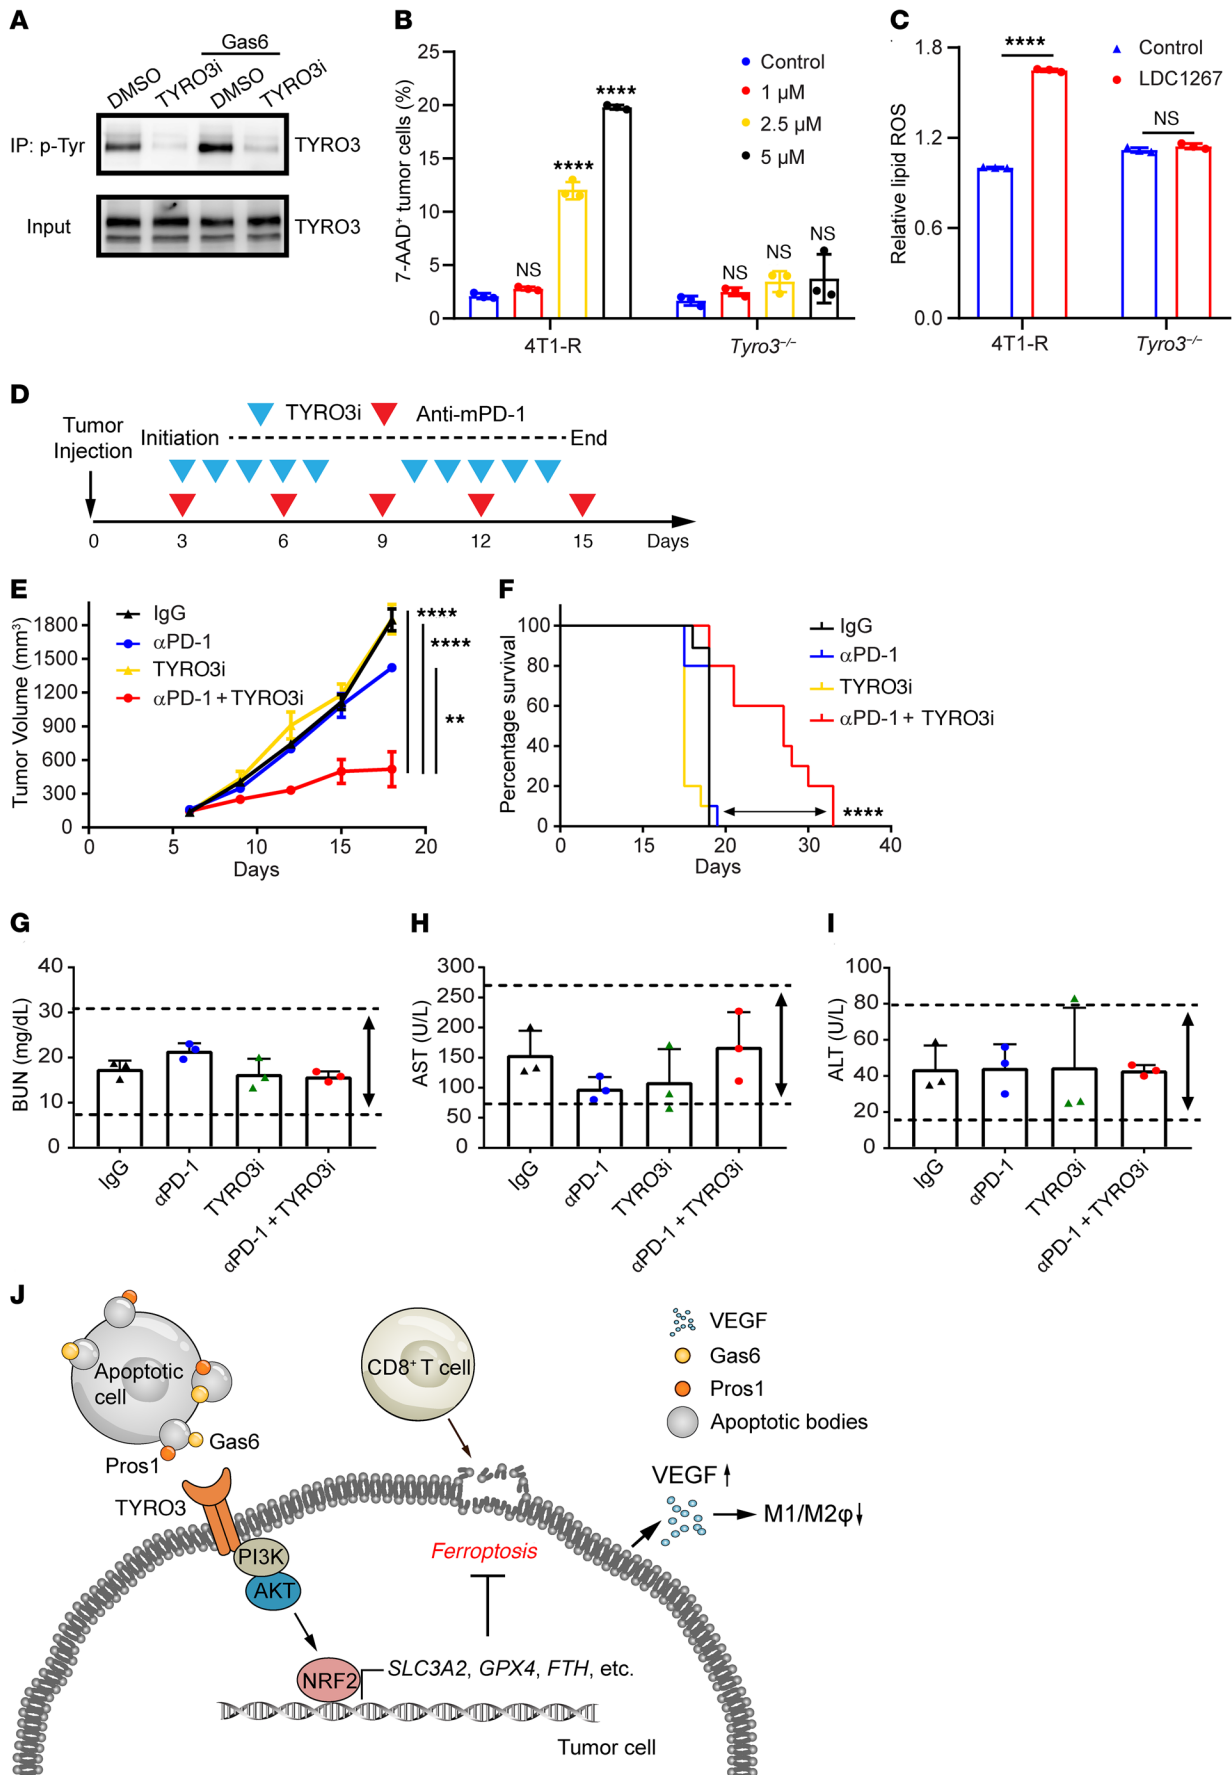 A
Gas6
DMSO
TYRO3i
DMSO
TYRO3i
IP: p-Tyr
TYRO3
Input
TYRO3
B
7-AAD⁺ tumor cells (%)
25
20
15
10
5
0
Control
1 μM
2.5 μM
5 μM
NS
****
****
NS
NS
NS
4T1-R
Tyro3⁻/⁻
C
Relative lipid ROS
1.8
1.2
0.6
0.0
Control
LDC1267
****
NS
4T1-R
Tyro3⁻/⁻
D
TYRO3i
Anti-mPD-1
Tumor
Injection
Initiation
End
0
3
6
9
12
15
Days
E
Tumor Volume (mm³)
1800
1500
1200
900
600
300
0
IgG
αPD-1
TYRO3i
αPD-1 + TYRO3i
****
****
**
0
5
10
15
20
Days
F
Percentage survival
100
80
60
40
20
0
IgG
αPD-1
TYRO3i
αPD-1 + TYRO3i
****
0
15
20
30
40
Days
G
BUN (mg/dL)
40
30
20
10
0
IgG
αPD-1
TYRO3i
αPD-1 + TYRO3i
H
AST (U/L)
300
250
200
150
100
50
0
IgG
αPD-1
TYRO3i
αPD-1 + TYRO3i
I
ALT (U/L)
100
80
60
40
20
0
IgG
αPD-1
TYRO3i
αPD-1 + TYRO3i
J
Apoptotic
cell
Gas6
Pros1
TYRO3
PI3K
AKT
NRF2
CD8⁺ T cell
Ferroptosis
SLC3A2, GPX4, FTH, etc.
Tumor cell
VEGF
Gas6
Pros1
Apoptotic bodies
VEGF
M1/M2φ